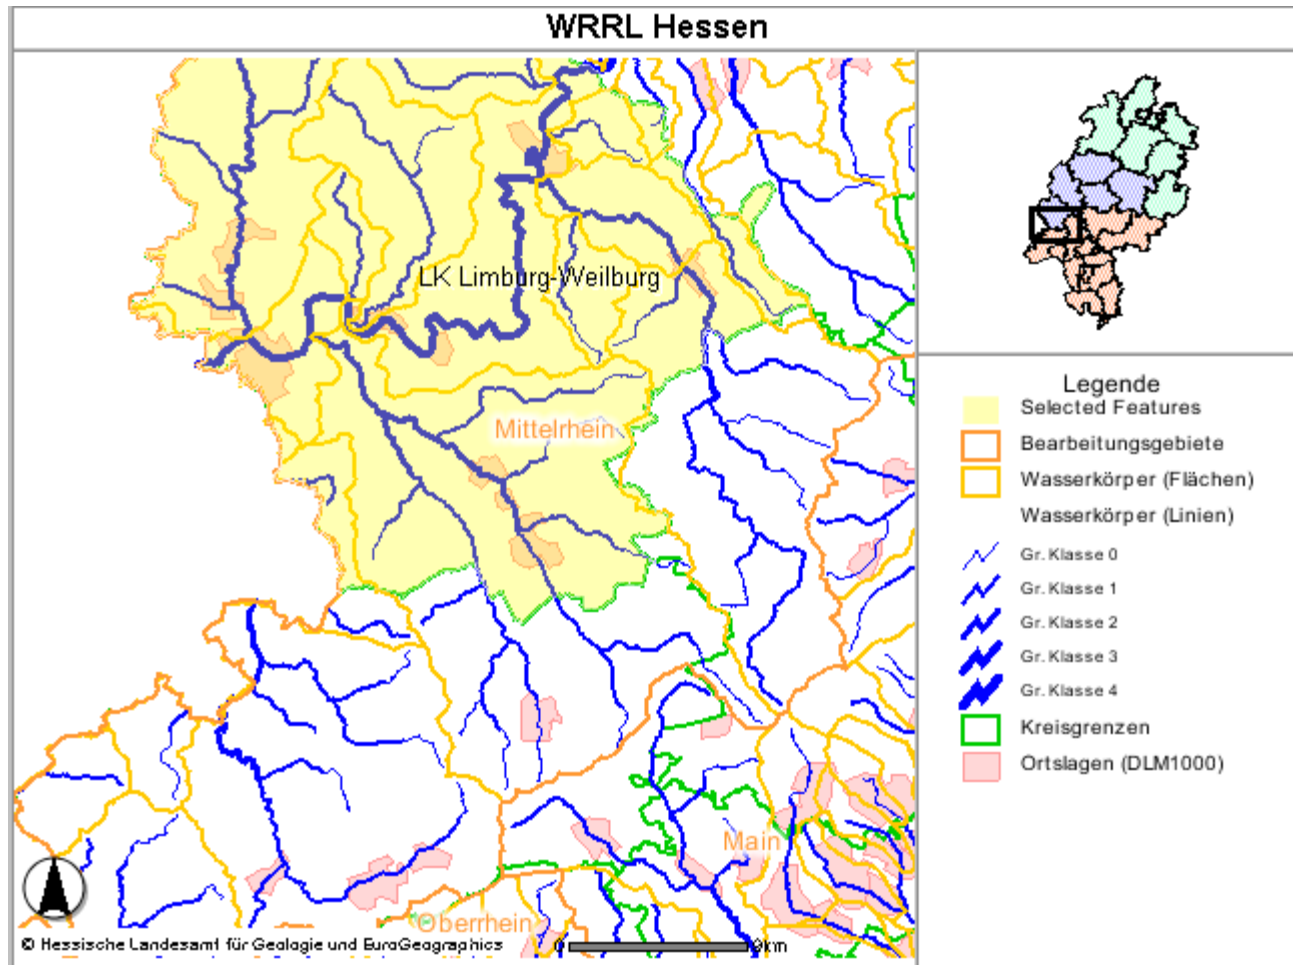 WRRL Hessen
LK Limburg-Weilburg
Mittelrhein
Main
Oberrhein
© Hessische Landesamt für Geologie und EuroGeographics
0 9km
Legende
Selected Features
Bearbeitungsgebiete
Wasserkörper (Flächen)
Wasserkörper (Linien)
Gr. Klasse 0
Gr. Klasse 1
Gr. Klasse 2
Gr. Klasse 3
Gr. Klasse 4
Kreisgrenzen
Ortslagen (DLM1000)